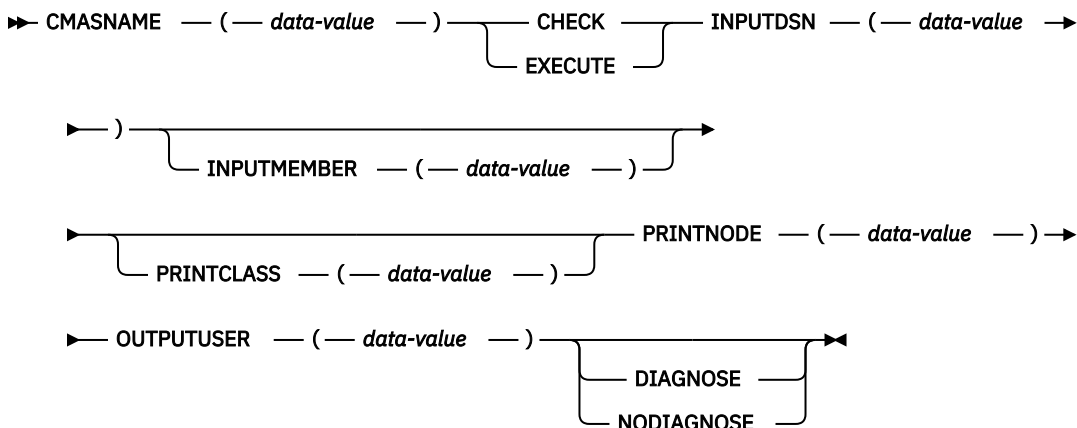 CMASNAME ( data-value ) CHECK INPUTDSN ( data-value
EXECUTE
)
INPUTMEMBER ( data-value )
PRINTNODE ( data-value )
PRINTCLASS ( data-value )
OUTPUTUSER ( data-value )
DIAGNOSE
NODIAGNOSE